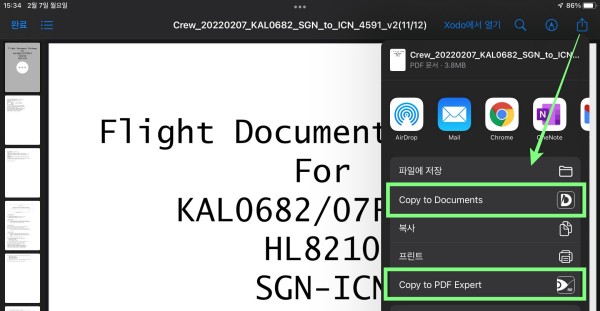 15:34 2월 7일 월요일
86%
완료
Crew_20220207_KAL0682_SGN_to_ICN_4591_v2(11/12)
Xodo에서 열기
Flight Document
For
KAL0682/07F
HL8210
SGN-ICN
Crew_20220207_KAL0682_SGN_to_ICN...
PDF 문서 · 3.8MB
AirDrop
Mail
Chrome
OneNote
파일에 저장
Copy to Documents
복사
프린트
Copy to PDF Expert